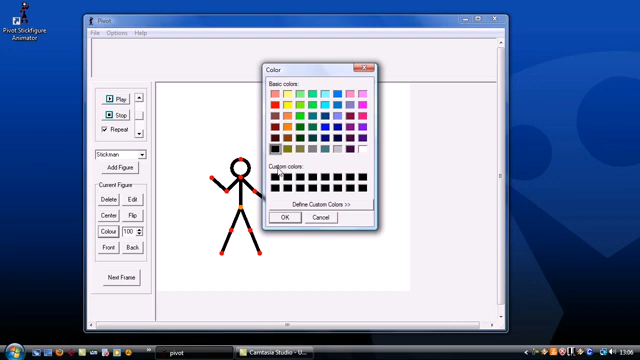 Pivot Stickfigure
Animator
Pivot
File Options Help
Play
Stop
Repeat
Stickman
Add Figure
Current Figure
Delete Edit
Center Flip
Colour 100
Front Back
Next Frame
Color
Basic colors:
Custom colors:
Define Custom Colors >>
OK Cancel
pivot
Camtasia Studio - U...
13:06